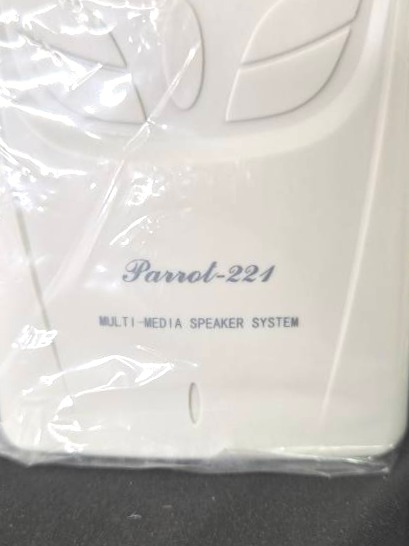 Parrot-221
MULTI-MEDIA SPEAKER SYSTEM